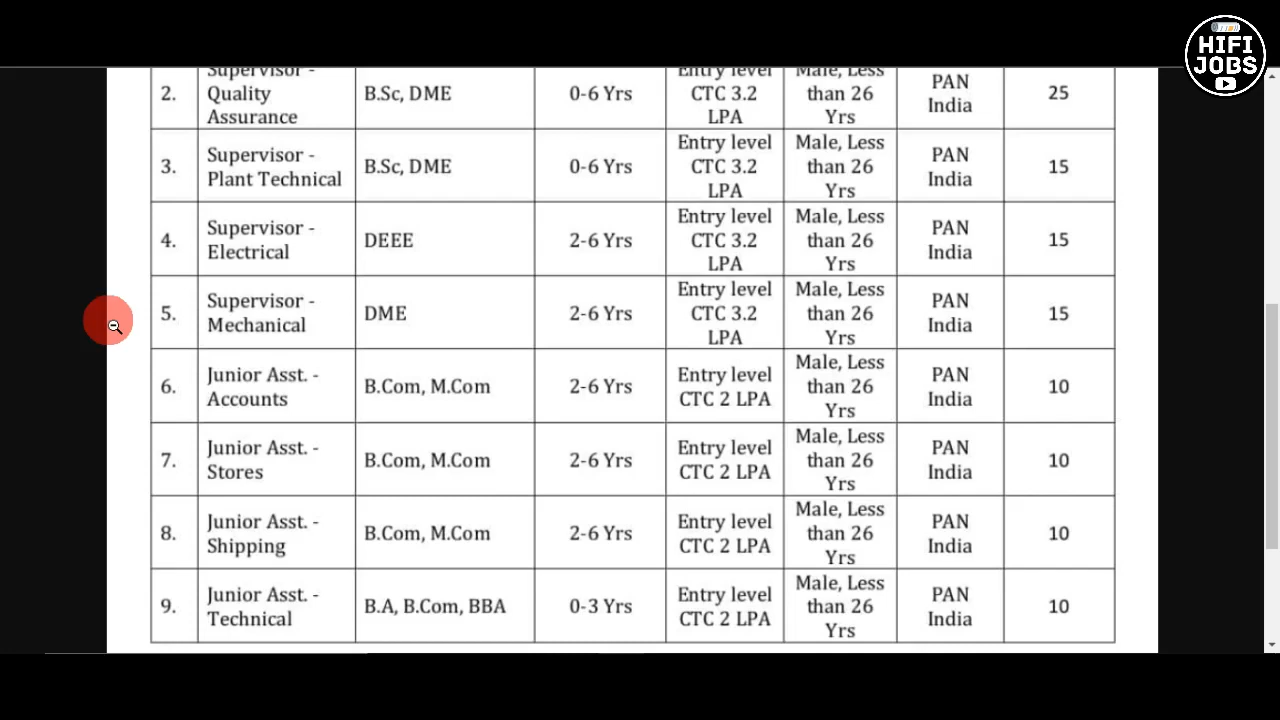 HIFI
JOBS
2.
Supervisor -
Quality
Assurance
B.Sc, DME
0-6 Yrs
Entry level
CTC 3.2
LPA
Male, Less
than 26
Yrs
PAN
India
25
3.
Supervisor -
Plant Technical
B.Sc, DME
0-6 Yrs
Entry level
CTC 3.2
LPA
Male, Less
than 26
Yrs
PAN
India
15
4.
Supervisor -
Electrical
DEEE
2-6 Yrs
Entry level
CTC 3.2
LPA
Male, Less
than 26
Yrs
PAN
India
15
5.
Supervisor -
Mechanical
DME
2-6 Yrs
Entry level
CTC 3.2
LPA
Male, Less
than 26
Yrs
PAN
India
15
6.
Junior Asst. -
Accounts
B.Com, M.Com
2-6 Yrs
Entry level
CTC 2 LPA
Male, Less
than 26
Yrs
PAN
India
10
7.
Junior Asst. -
Stores
B.Com, M.Com
2-6 Yrs
Entry level
CTC 2 LPA
Male, Less
than 26
Yrs
PAN
India
10
8.
Junior Asst. -
Shipping
B.Com, M.Com
2-6 Yrs
Entry level
CTC 2 LPA
Male, Less
than 26
Yrs
PAN
India
10
9.
Junior Asst. -
Technical
B.A, B.Com, BBA
0-3 Yrs
Entry level
CTC 2 LPA
Male, Less
than 26
Yrs
PAN
India
10